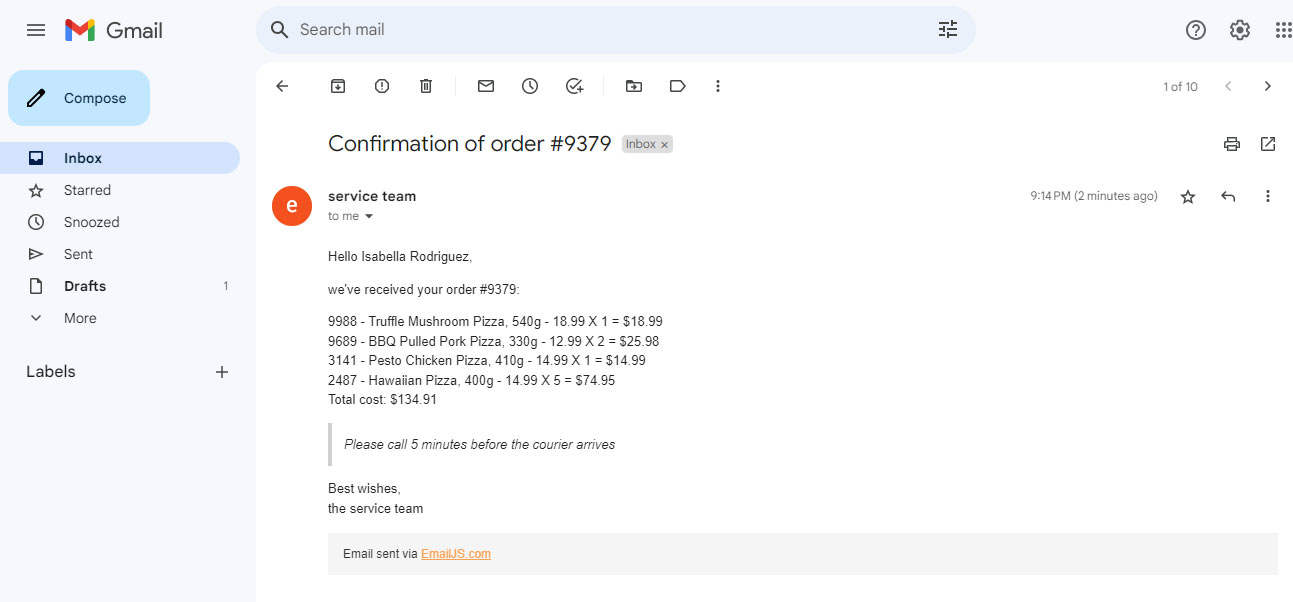 Gmail
Search mail
Compose
Inbox
Starred
Snoozed
Sent
Drafts 1
More
Labels
1 of 10
Confirmation of order #9379 Inbox ×
e
service team
9:14 PM (2 minutes ago)
to me
Hello Isabella Rodriguez,
we've received your order #9379:
9988 - Truffle Mushroom Pizza, 540g - 18.99 X 1 = $18.99
9689 - BBQ Pulled Pork Pizza, 330g - 12.99 X 2 = $25.98
3141 - Pesto Chicken Pizza, 410g - 14.99 X 1 = $14.99
2487 - Hawaiian Pizza, 400g - 14.99 X 5 = $74.95
Total cost: $134.91
Please call 5 minutes before the courier arrives
Best wishes,
the service team
Email sent via EmailJS.com